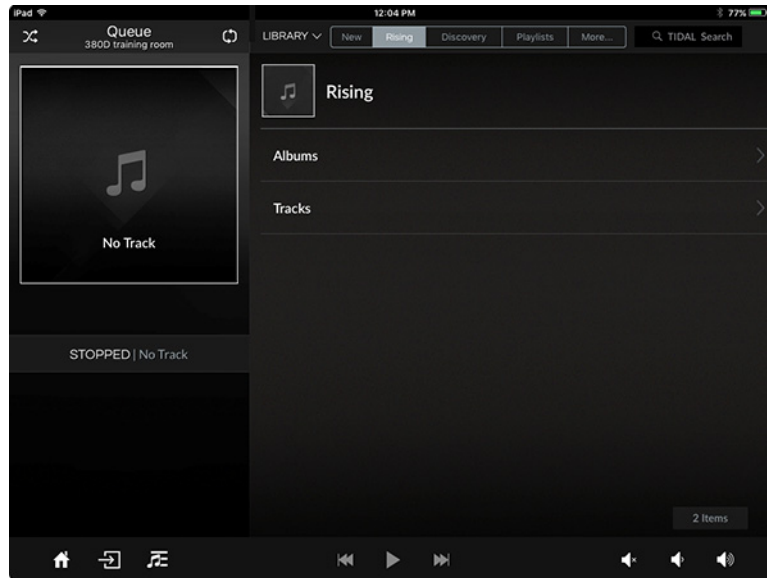 iPad
12:04 PM
77%
Queue
380D training room
LIBRARY
New
Rising
Discovery
Playlists
More...
TIDAL Search
Rising
Albums
Tracks
No Track
STOPPED | No Track
2 Items